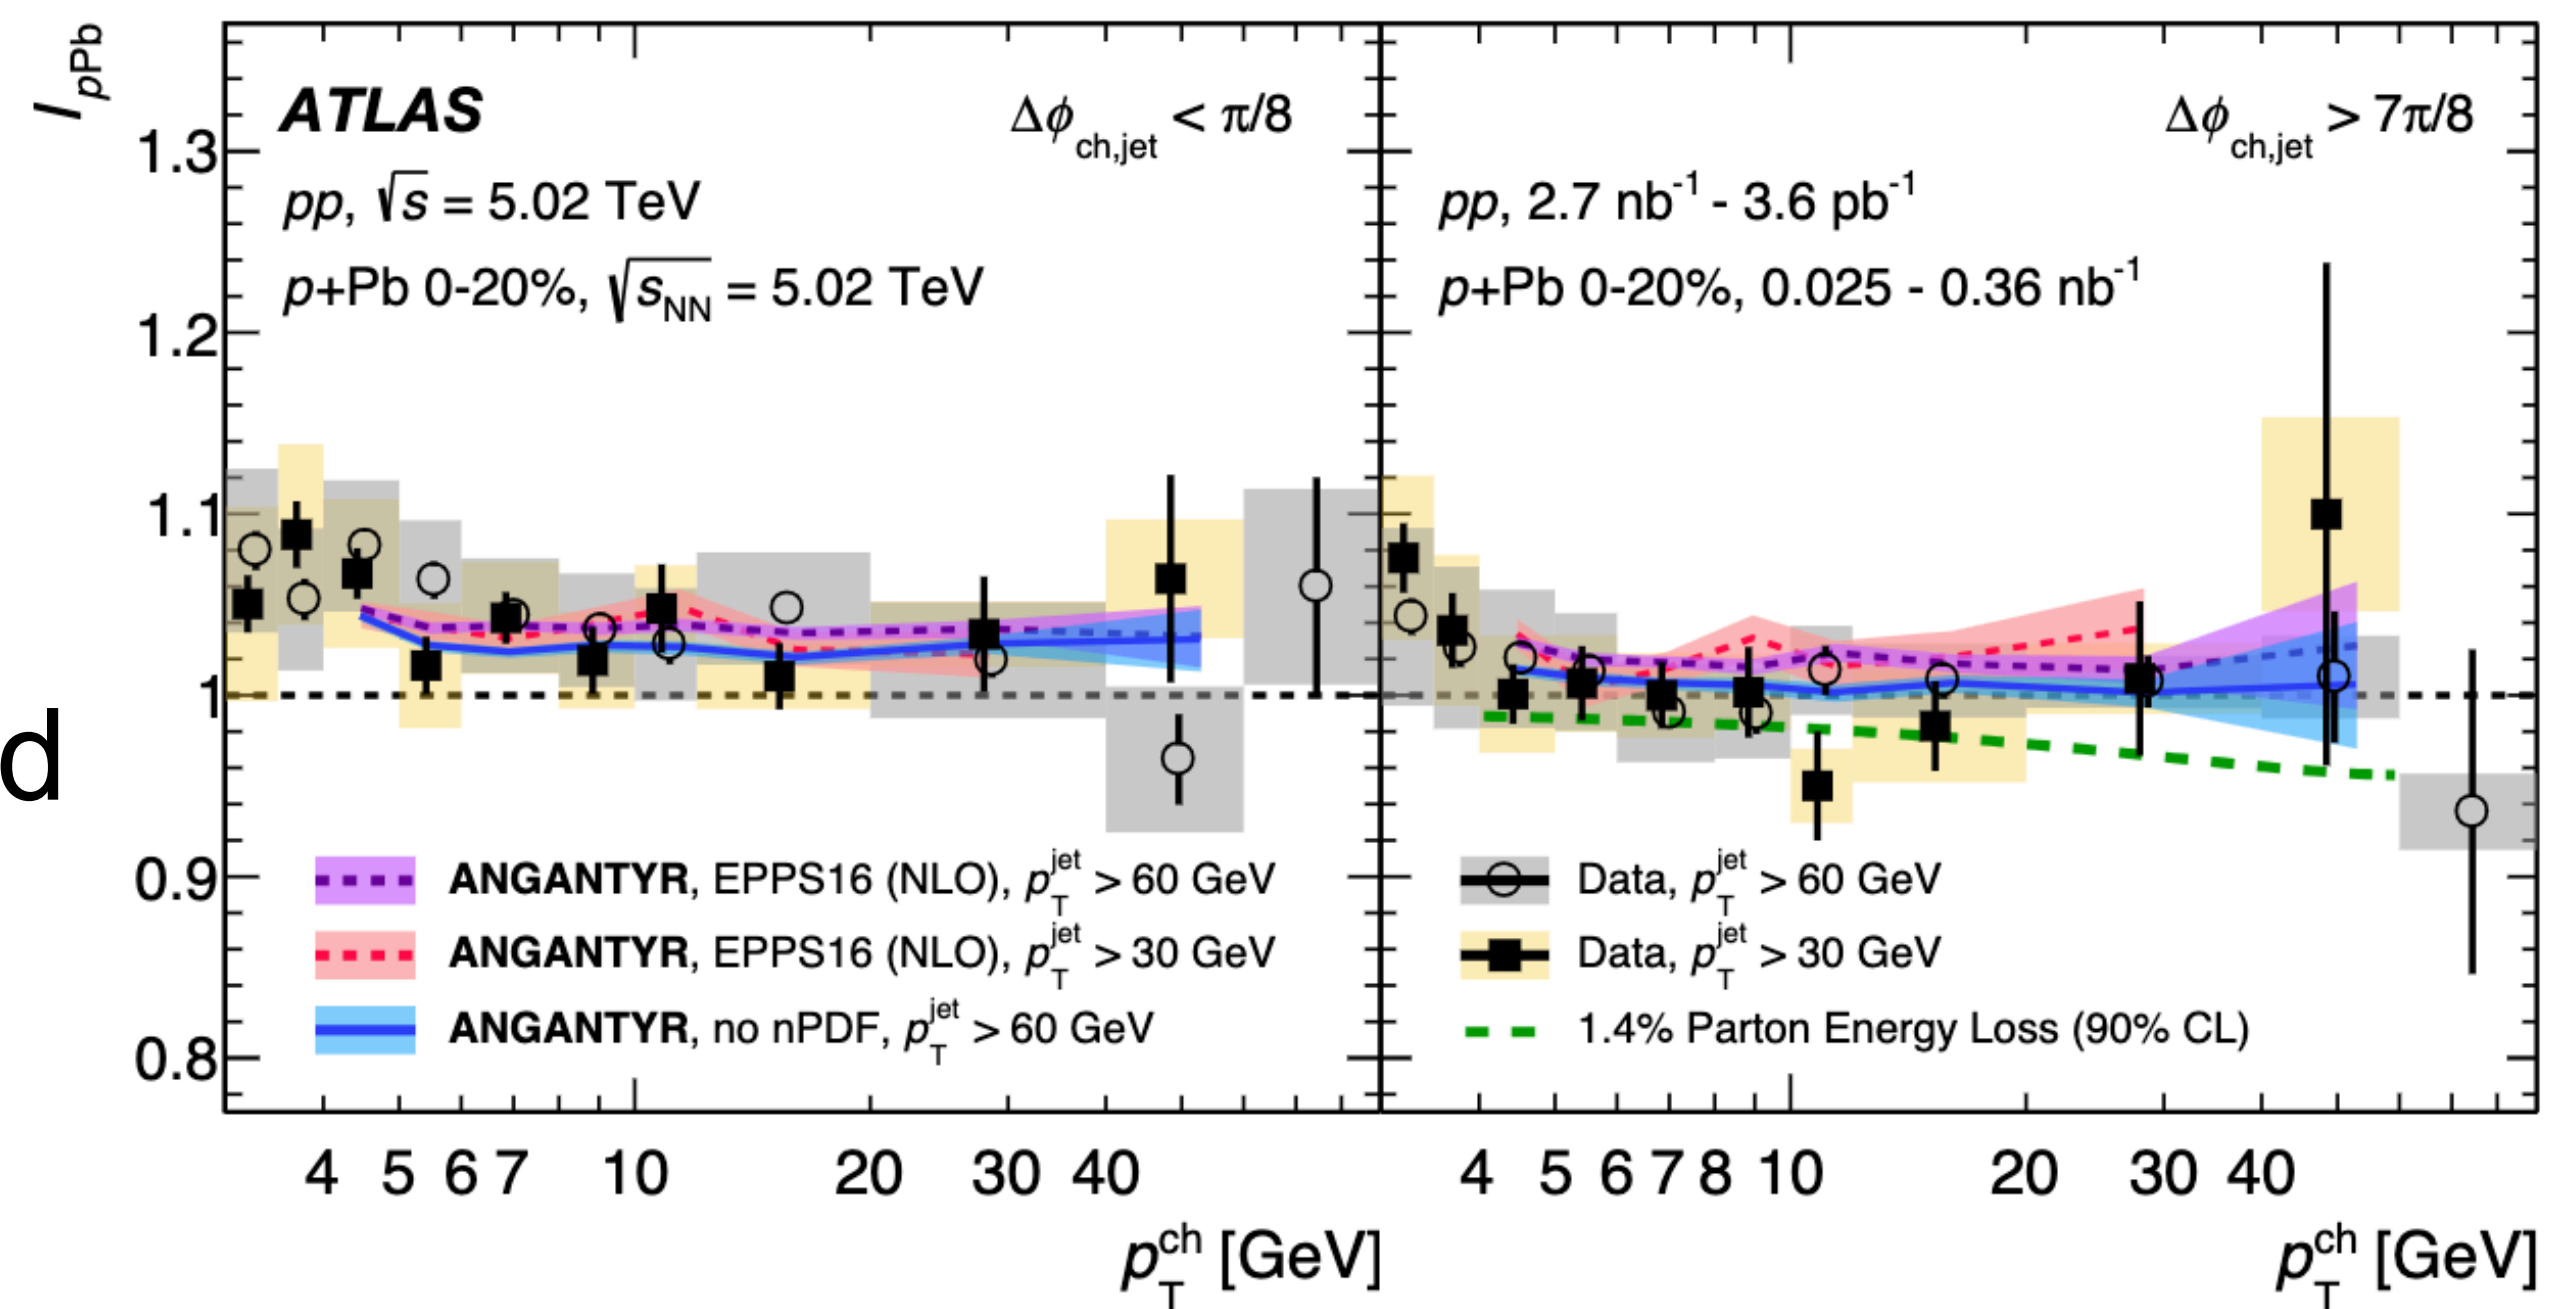 I_pPb
ATLAS
Δϕ_ch,jet < π/8
pp, √s = 5.02 TeV
p+Pb 0-20%, √s_NN = 5.02 TeV
1.3
1.2
1.1
1
0.9
0.8
ANGANTYR, EPPS16 (NLO), p_T^jet > 60 GeV
ANGANTYR, EPPS16 (NLO), p_T^jet > 30 GeV
ANGANTYR, no nPDF, p_T^jet > 60 GeV
4 5 6 7 10 20 30 40
p_T^ch [GeV]
Δϕ_ch,jet > 7π/8
pp, 2.7 nb^-1 - 3.6 pb^-1
p+Pb 0-20%, 0.025 - 0.36 nb^-1
Data, p_T^jet > 60 GeV
Data, p_T^jet > 30 GeV
1.4% Parton Energy Loss (90% CL)
4 5 6 7 8 10 20 30 40
p_T^ch [GeV]
d